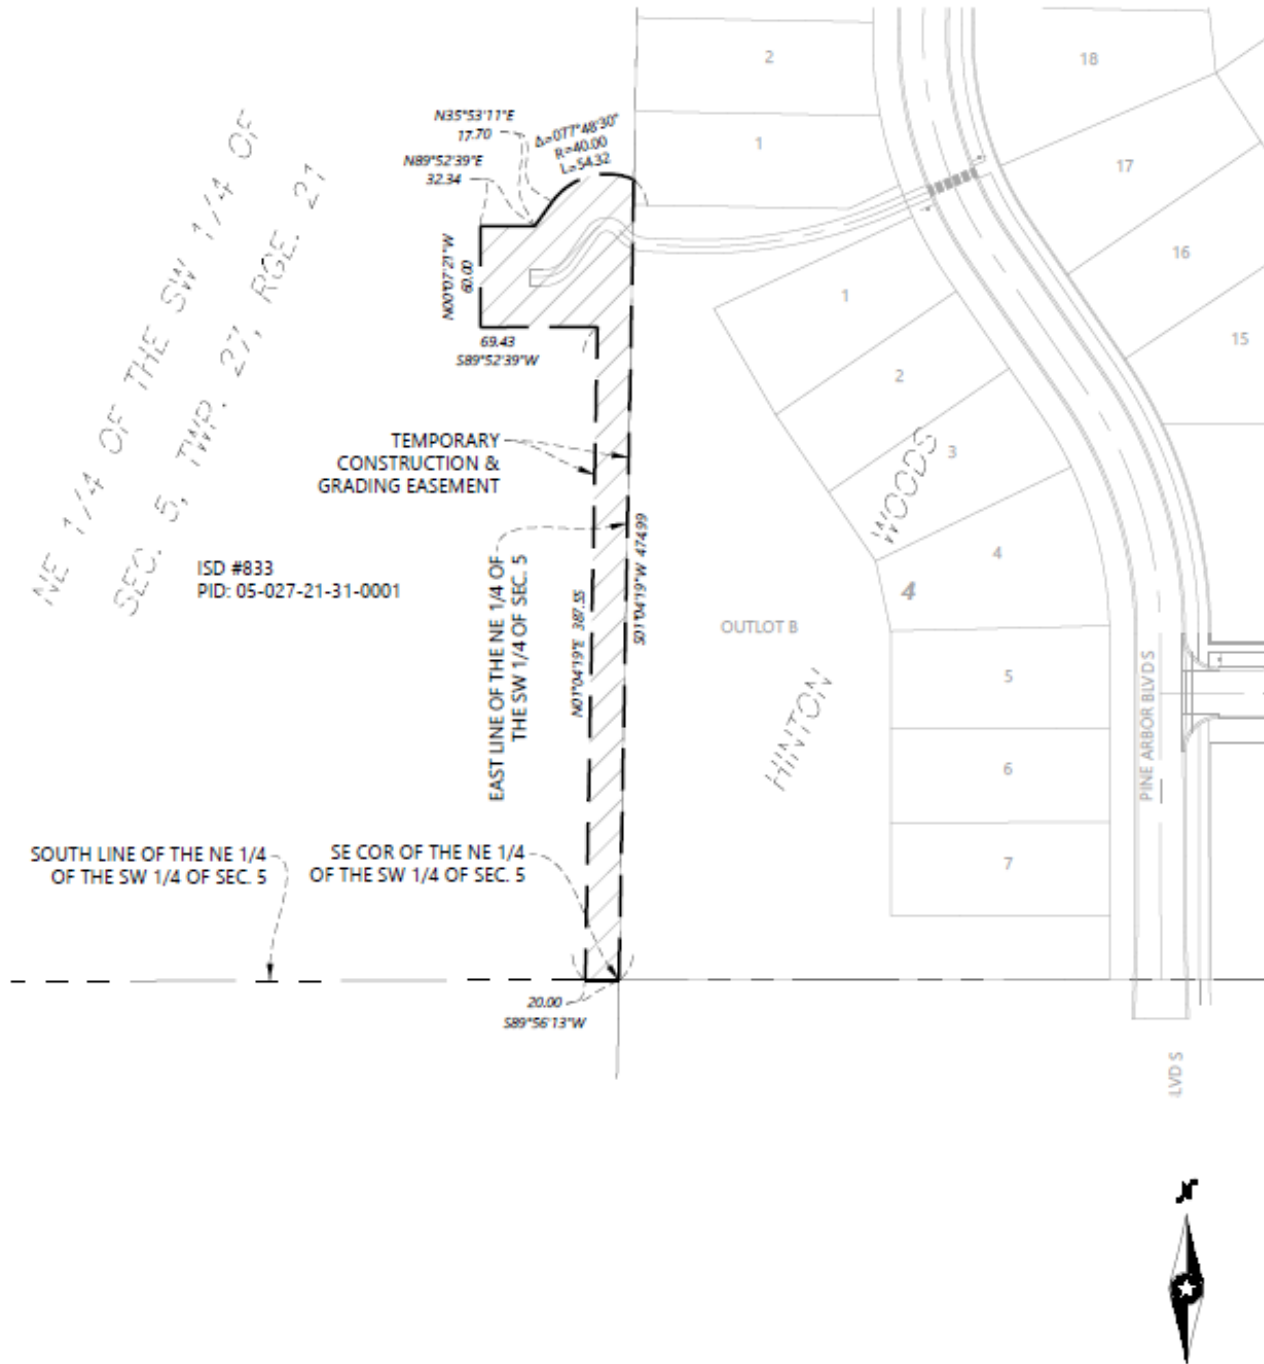 2
18
1
17
16
15
N35°53'11"E
17.70
Δ=077°48'30"
R=40.00
L=54.32
N89°52'39"E
32.34
N00°07'21"W
60.00
69.43
S89°52'39"W
NE 1/4 OF THE SW 1/4 OF
SEC. 5, TWP. 27, RGE. 21
TEMPORARY
CONSTRUCTION &
GRADING EASEMENT
ISD #833
PID: 05-027-21-31-0001
EAST LINE OF THE NE 1/4 OF
THE SW 1/4 OF SEC. 5
N01°04'19"E 387.55
S01°04'19"W 474.99
1
2
3
4
4
5
6
7
WOODS
OUTLOT B
HINTON
PINE ARBOR BLVD S
SOUTH LINE OF THE NE 1/4
OF THE SW 1/4 OF SEC. 5
SE COR OF THE NE 1/4
OF THE SW 1/4 OF SEC. 5
20.00
S89°56'13"W
LVD S
N